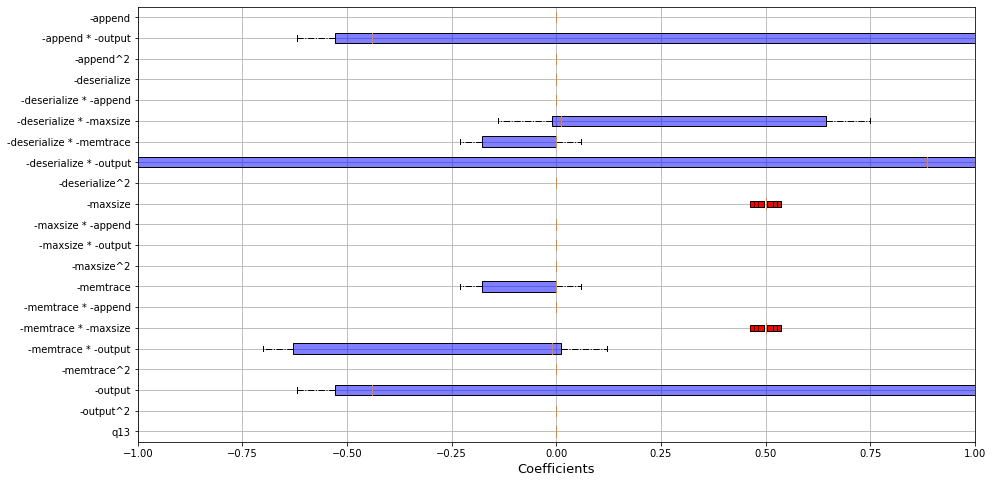 -append
-append * -output
-append^2
-deserialize
-deserialize * -append
-deserialize * -maxsize
-deserialize * -memtrace
-deserialize * -output
-deserialize^2
-maxsize
-maxsize * -append
-maxsize * -output
-maxsize^2
-memtrace
-memtrace * -append
-memtrace * -maxsize
-memtrace * -output
-memtrace^2
-output
-output^2
q13
−1.00 −0.75 −0.50 −0.25 0.00 0.25 0.50 0.75 1.00
Coefficients